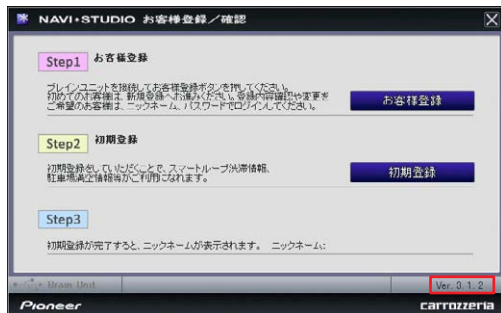 NAVI*STUDIO お客様登録/確認
Step1 お客様登録
ブレインユニットを接続してお客様登録ボタンを押してください。
初めてのお客様は、新規登録へお進みください。登録内容確認や変更を
ご希望のお客様は、ニックネーム、パスワードでログインしてください。
お客様登録
Step2 初期登録
初期登録をしていただくことで、スマートループ渋滞情報、
駐車場満空情報等がご利用になれます。
初期登録
Step3
初期登録が完了すると、ニックネームが表示されます。 ニックネーム:
Brain Unit
Ver. 3. 1. 2
Pioneer
carrozzeria